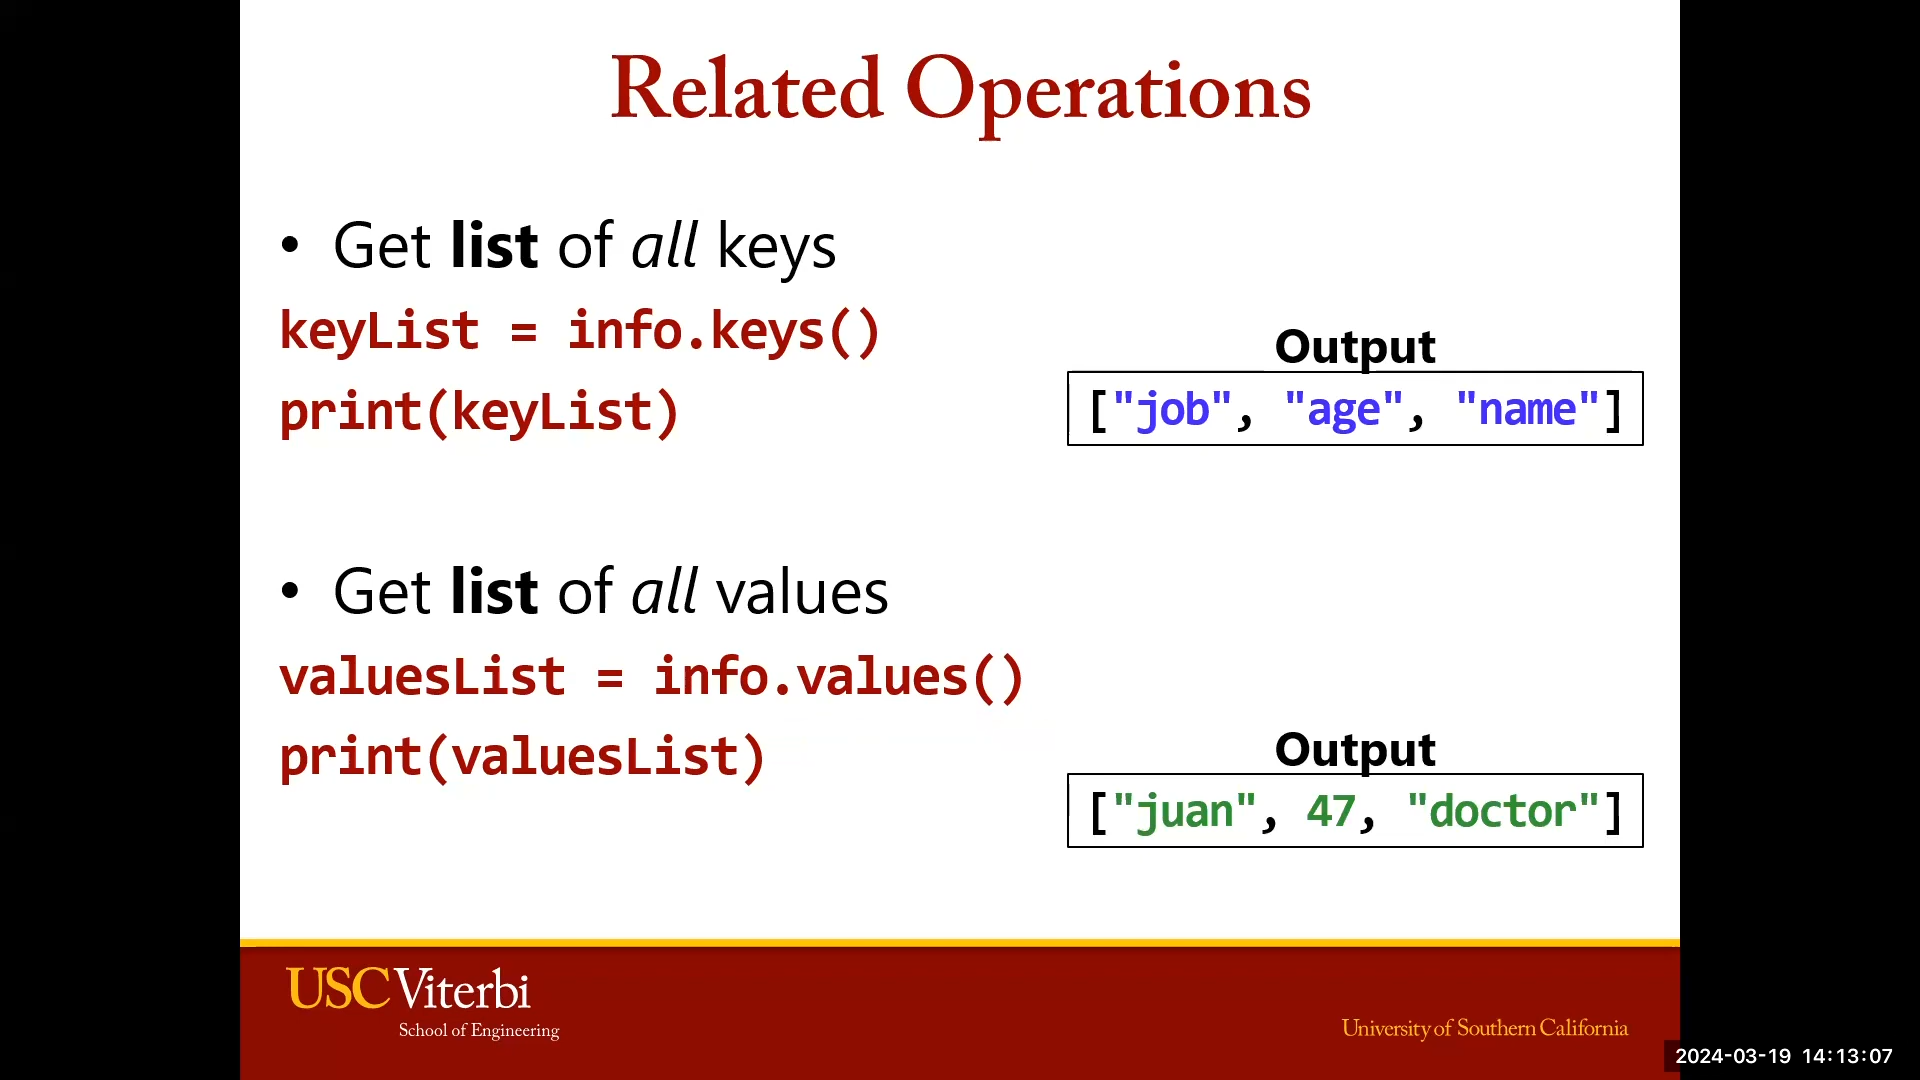 Related Operations
• Get list of all keys
keyList = info.keys()
print(keyList)
Output
["job", "age", "name"]
• Get list of all values
valuesList = info.values()
print(valuesList)
Output
["juan", 47, "doctor"]
USC Viterbi
School of Engineering
University of Southern California
2024-03-19 14:13:07